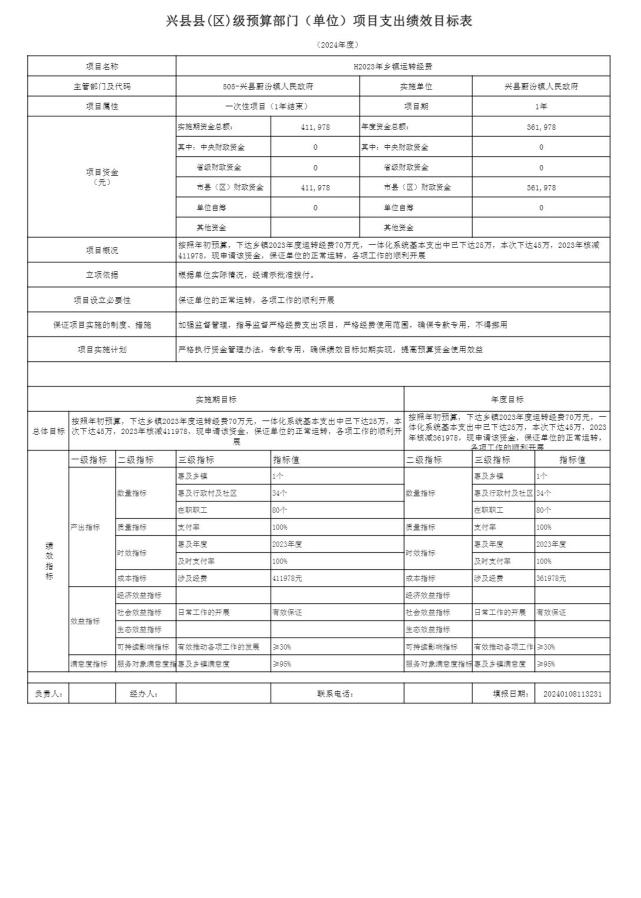 兴县县(区)级预算部门（单位）项目支出绩效目标表
（2024年度）
项目名称 H2023年乡镇运转经费
主管部门及代码 505-兴县蔚汾镇人民政府 实施单位 兴县蔚汾镇人民政府
项目属性 一次性项目（1年结束） 项目期 1年
项目资金
（元）
实施期资金总额： 411,978 年度资金总额： 361,978
其中：中央财政资金 0 其中：中央财政资金 0
省级财政资金 0 省级财政资金 0
市县（区）财政资金 411,978 市县（区）财政资金 361,978
单位自筹 0 单位自筹 0
其他资金 其他资金
项目概况
按照年初预算，下达乡镇2023年度运转经费70万元，一体化系统基本支出中已下达25万，本次下达45万，2023年核减
411978，现申请该资金，保证单位的正常运转，各项工作的顺利开展
立项依据 根据单位实际情况，经请示批准拨付。
项目设立必要性 保证单位的正常运转，各项工作的顺利开展
保证项目实施的制度、措施 加强监督管理，指导监督严格经费支出项目，严格经费使用范围，确保专款专用，不得挪用
项目实施计划 严格执行资金管理办法，专款专用，确保绩效目标如期实现，提高预算资金使用效益
实施期目标 年度目标
总体目标
按照年初预算，下达乡镇2023年度运转经费70万元，一体化系统基本支出中已下达25万，本
次下达45万，2023年核减411978，现申请该资金，保证单位的正常运转，各项工作的顺利开
展
按照年初预算，下达乡镇2023年度运转经费70万元，一
体化系统基本支出中已下达25万，本次下达45万，2023
年核减361978，现申请该资金，保证单位的正常运转，
各项工作的顺利开展
绩效指标
一级指标 二级指标 三级指标 指标值 二级指标 三级指标 指标值
产出指标
数量指标 惠及乡镇 1个 数量指标 惠及乡镇 1个
惠及行政村及社区 34个 惠及行政村及社区 34个
在职职工 80个 在职职工 80个
质量指标 支付率 100% 质量指标 支付率 100%
时效指标 惠及年度 2023年度 时效指标 惠及年度 2023年度
及时支付率 100% 及时支付率 100%
成本指标 涉及经费 411978元 成本指标 涉及经费 361978元
效益指标
经济效益指标 经济效益指标
社会效益指标 日常工作的开展 有效保证 社会效益指标 日常工作的开展 有效保证
生态效益指标 生态效益指标
可持续影响指标 有效推动各项工作的发展 ≥30% 可持续影响指标 有效推动各项工作 ≥30%
满意度指标 服务对象满意度指 惠及乡镇满意度 ≥95% 服务对象满意度指标 惠及乡镇满意度 ≥95%
负责人： 经办人： 联系电话： 填报日期： 20240108113231